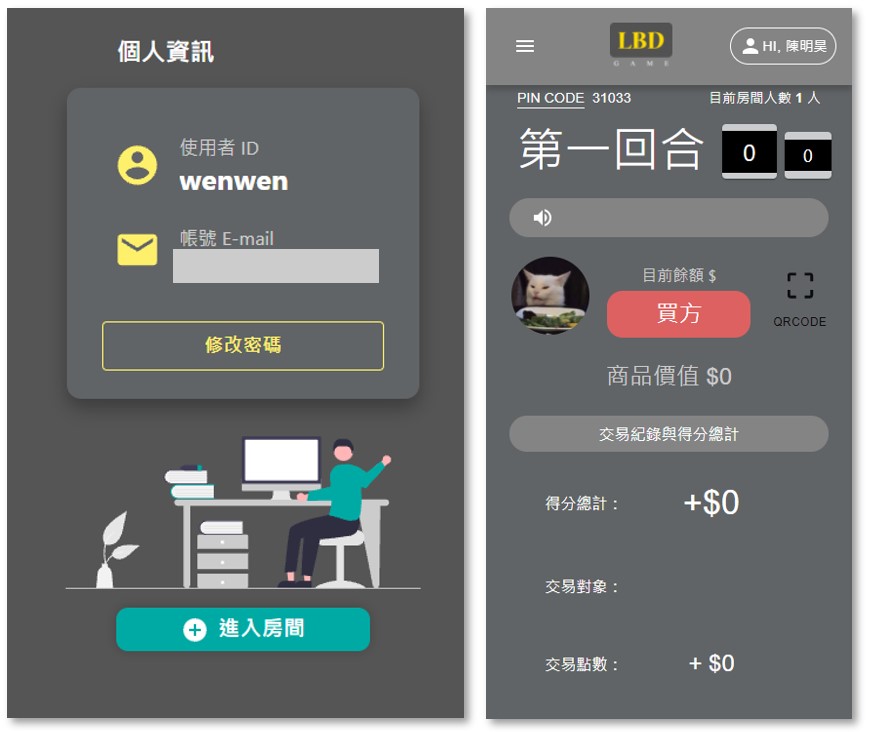 個人資訊
使用者 ID
wenwen
帳號 E-mail
修改密碼
進入房間
LBD
GAME
HI, 陳明昊
PIN CODE 31033
目前房間人數 1 人
第一回合
0
0
目前餘額 $
買方
QRCODE
商品價值 $0
交易紀錄與得分總計
得分總計：
+$0
交易對象：
交易點數：
+ $0